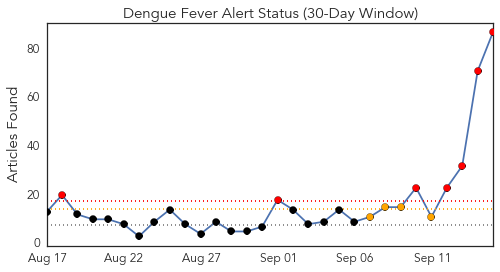 Dengue Fever Alert Status (30-Day Window)
Articles Found
80
60
40
20
0
Aug 17
Aug 22
Aug 27
Sep 01
Sep 06
Sep 11